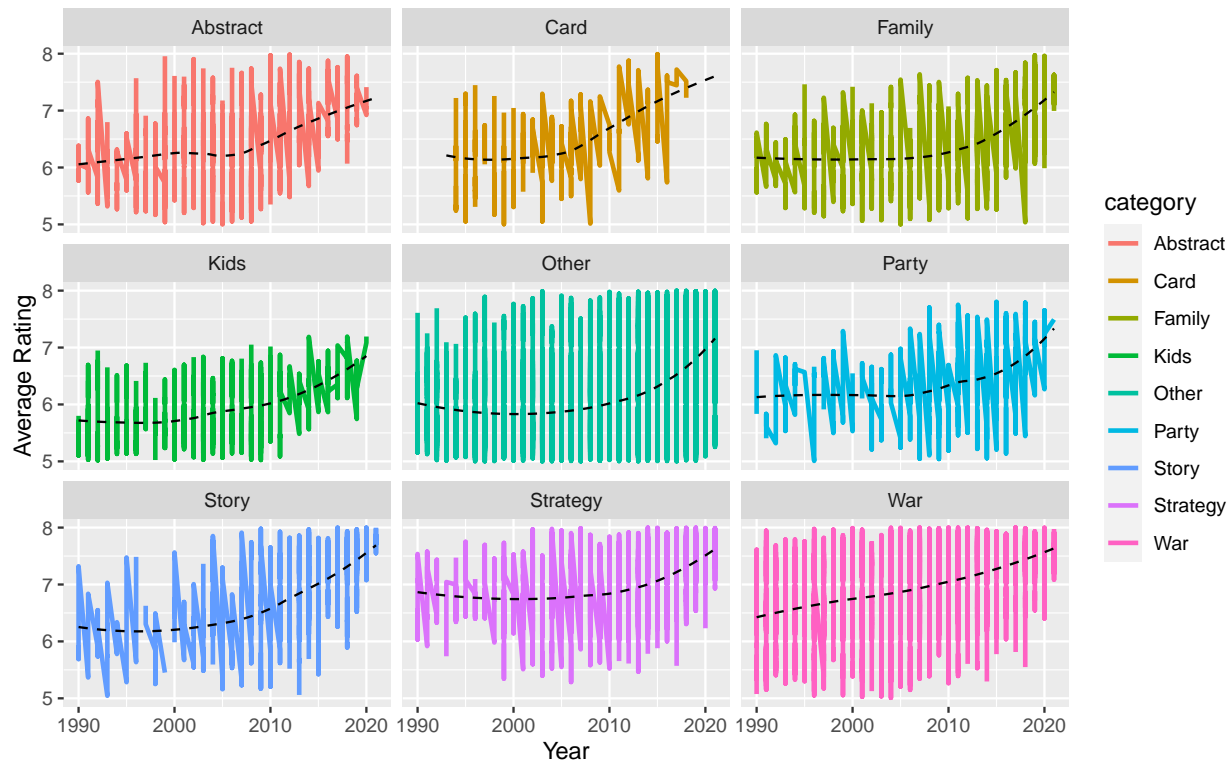 Abstract
Card
Family
8
7
6
5
Kids
Other
Party
8
7
6
5
Story
Strategy
War
8
7
6
5
1990 2000 2010 2020
1990 2000 2010 2020
1990 2000 2010 2020
Year
Average Rating
category
Abstract
Card
Family
Kids
Other
Party
Story
Strategy
War